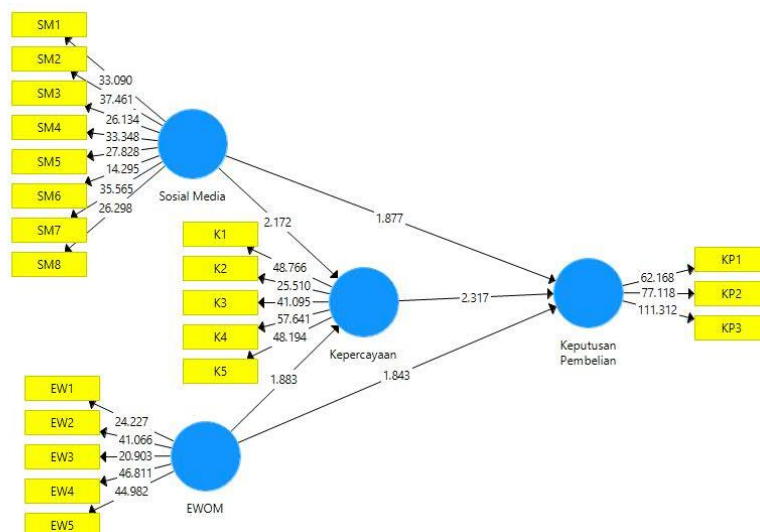 SM1
SM2
SM3
SM4
SM5
SM6
SM7
SM8
33.090
37.461
26.134
33.348
27.828
14.295
35.565
26.298
Sosial Media
2.172
1.877
K1
K2
K3
K4
K5
48.766
25.510
41.095
57.641
48.194
Kepercayaan
2.317
1.883
1.843
Keputusan
Pembelian
62.168
77.118
111.312
KP1
KP2
KP3
EW1
EW2
EW3
EW4
EW5
24.227
41.066
20.903
46.811
44.982
EWOM